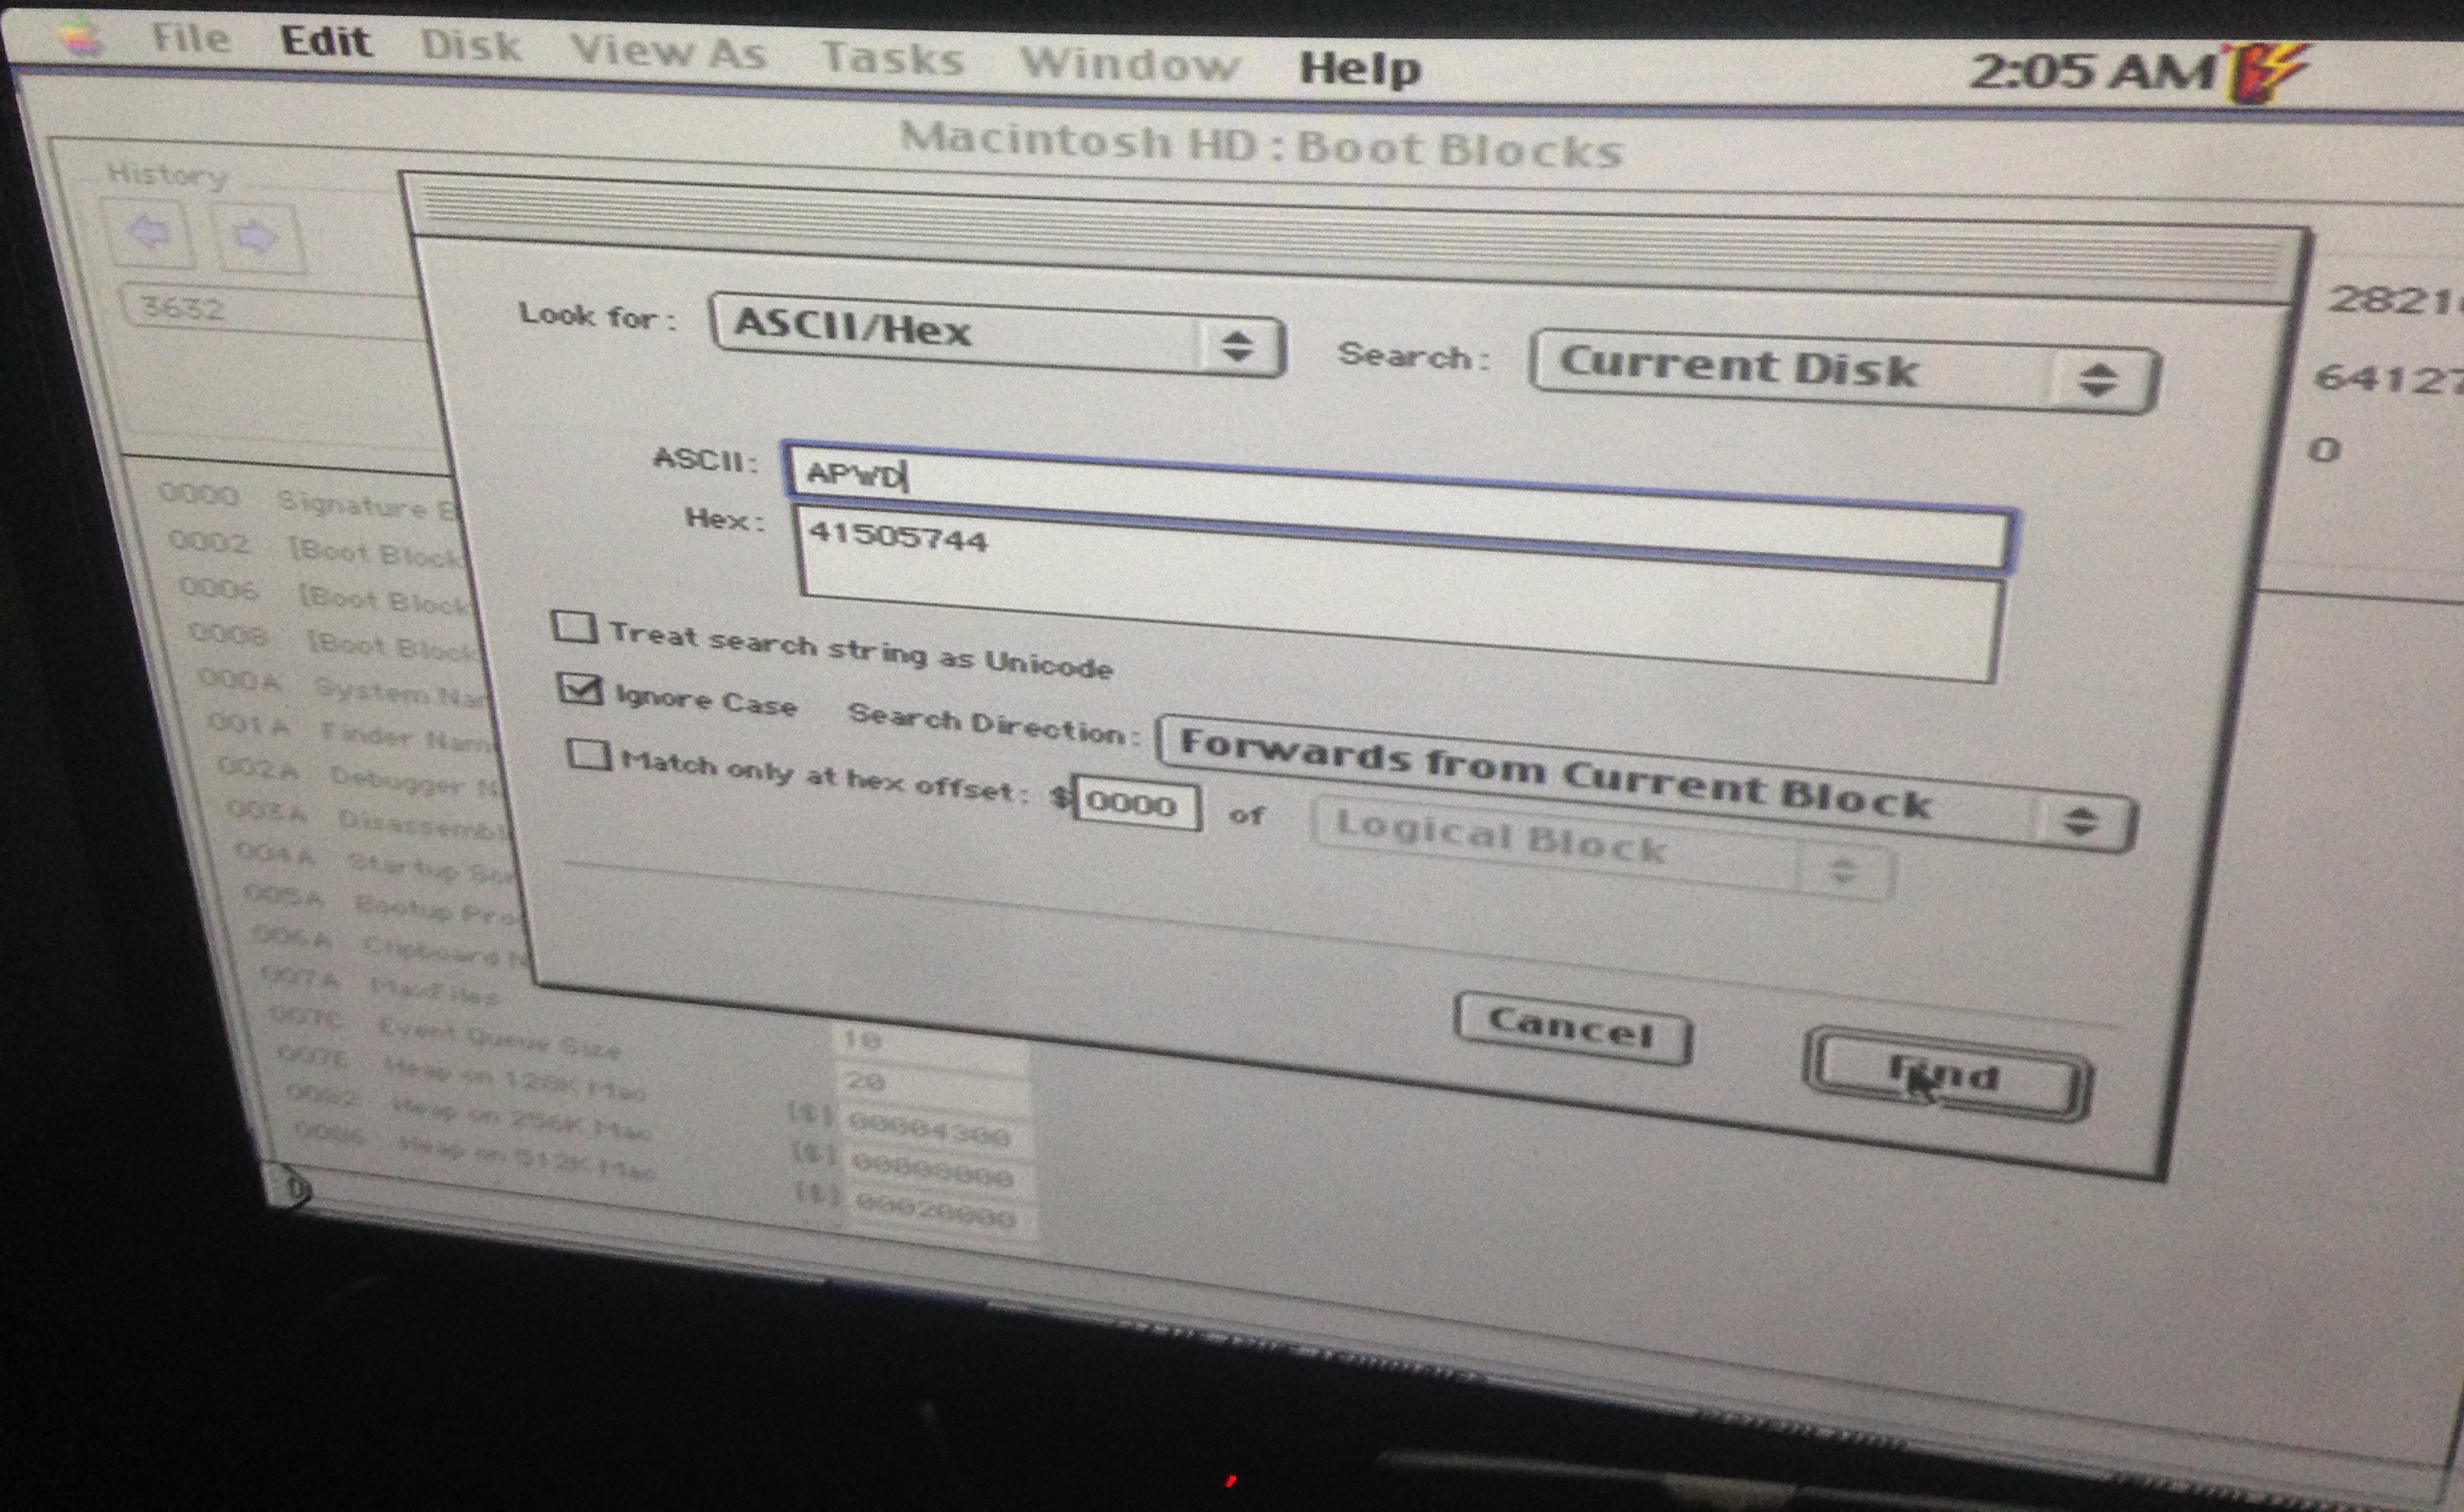 File Edit Disk View As Tasks Window Help 2:05 AM
Macintosh HD : Boot Blocks
History
3632
2821
64127
0
Look for: ASCII/Hex Search: Current Disk
ASCII: APWD
Hex: 41505744
Treat search string as Unicode
Ignore Case Search Direction: Forwards from Current Block
Match only at hex offset: $ 0000 of Logical Block
Cancel Find
0000 Signature
0002 [Boot Block
0006 [Boot Block
0008 [Boot Block
000A System Nam
001A Finder Nam
002A Debugger N
003A Disassembl
004A Startup
005A Bootup Pro
006A Clipboard N
007A MaxFiles 10
007C Event Queue Size 20
007E Heap on 128K Mac [$] 00004300
0082 Heap on 256K Mac [$]
0086 Heap on 512K Mac [$] 00020000